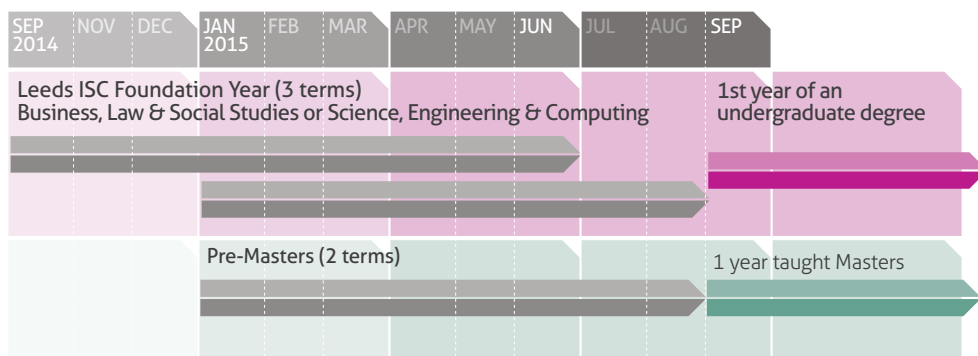 SEP NOV DEC JAN FEB MAR APR MAY JUN JUL AUG SEP
2014 2015
Leeds ISC Foundation Year (3 terms)
Business, Law & Social Studies or Science, Engineering & Computing
1st year of an
undergraduate degree
Pre-Masters (2 terms)
1 year taught Masters